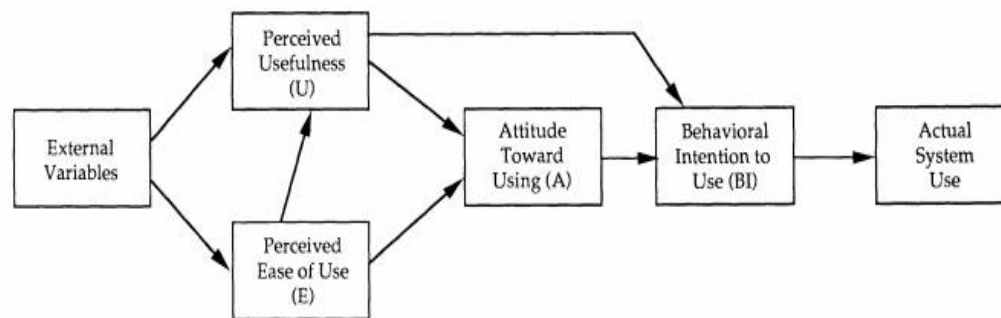 Perceived
Usefulness
(U)
External
Variables
Perceived
Ease of Use
(E)
Attitude
Toward
Using (A)
Behavioral
Intention to
Use (BI)
Actual
System
Use